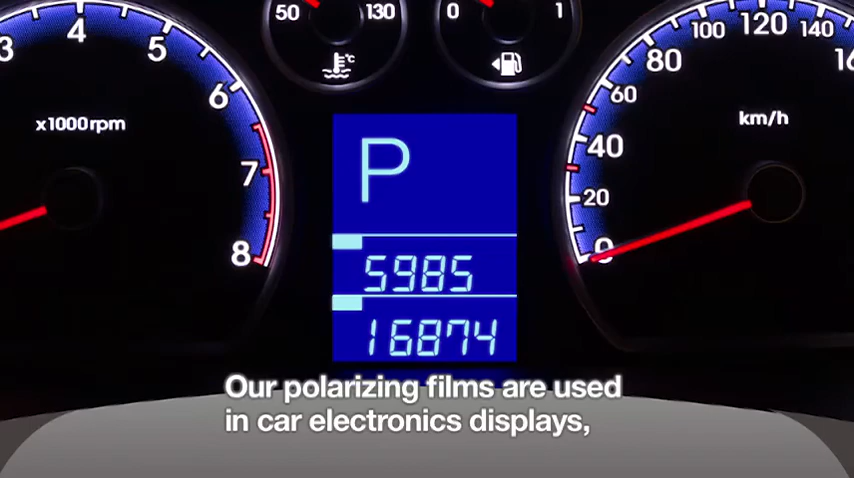 50 130 0 1
3 4 5 6 7 8
x1000rpm
°C
0 20 40 60 80 100 120 140
km/h
P
5985
16874
Our polarizing films are used
in car electronics displays,